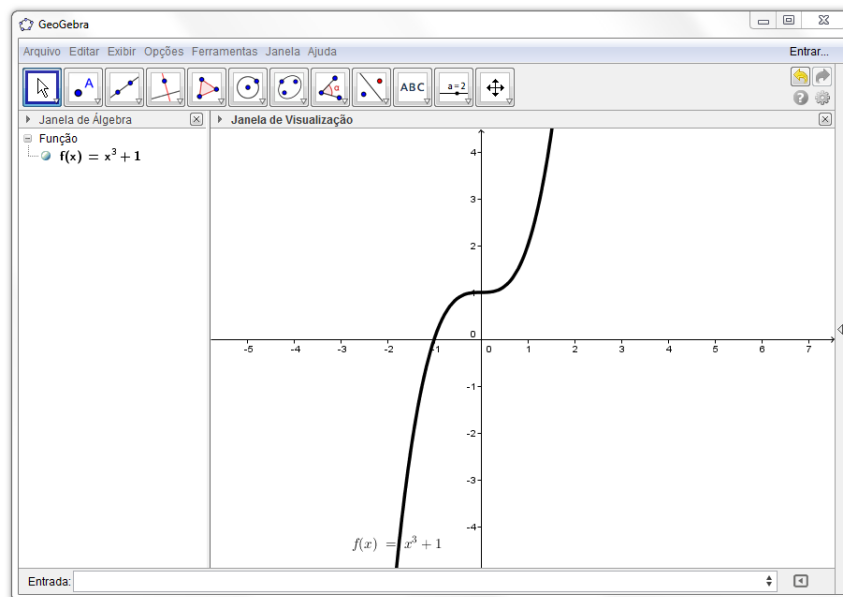 GeoGebra
Arquivo Editar Exibir Opções Ferramentas Janela Ajuda Entrar...
A ABC a=2
α
Janela de Álgebra
Janela de Visualização
Função
f(x) = x³ + 1
4
3
2
1
0
-5 -4 -3 -2 -1 0 1 2 3 4 5 6 7
-1
-2
-3
-4
f(x) = x³ + 1
Entrada: